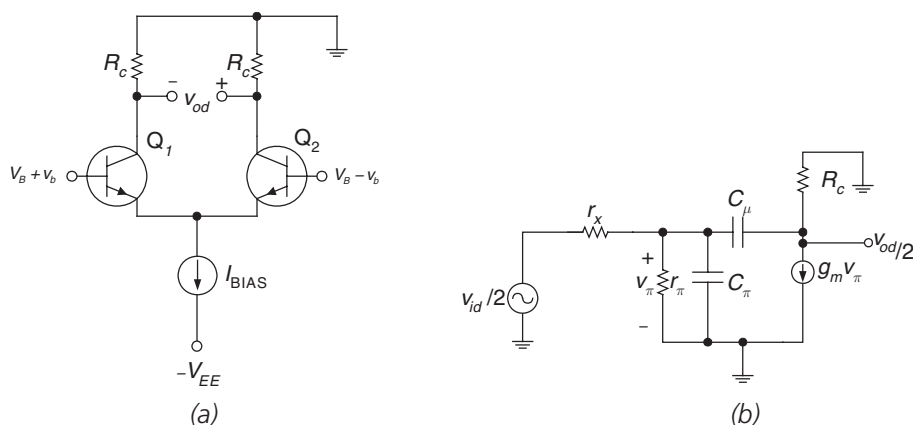 R_c
R_c
−
+
v_od
Q_1
Q_2
V_B + v_b
V_B − v_b
I_BIAS
−V_EE
(a)
r_x
C_μ
R_c
v_od/2
+
v_π
r_π
C_π
g_m v_π
v_id /2
−
(b)